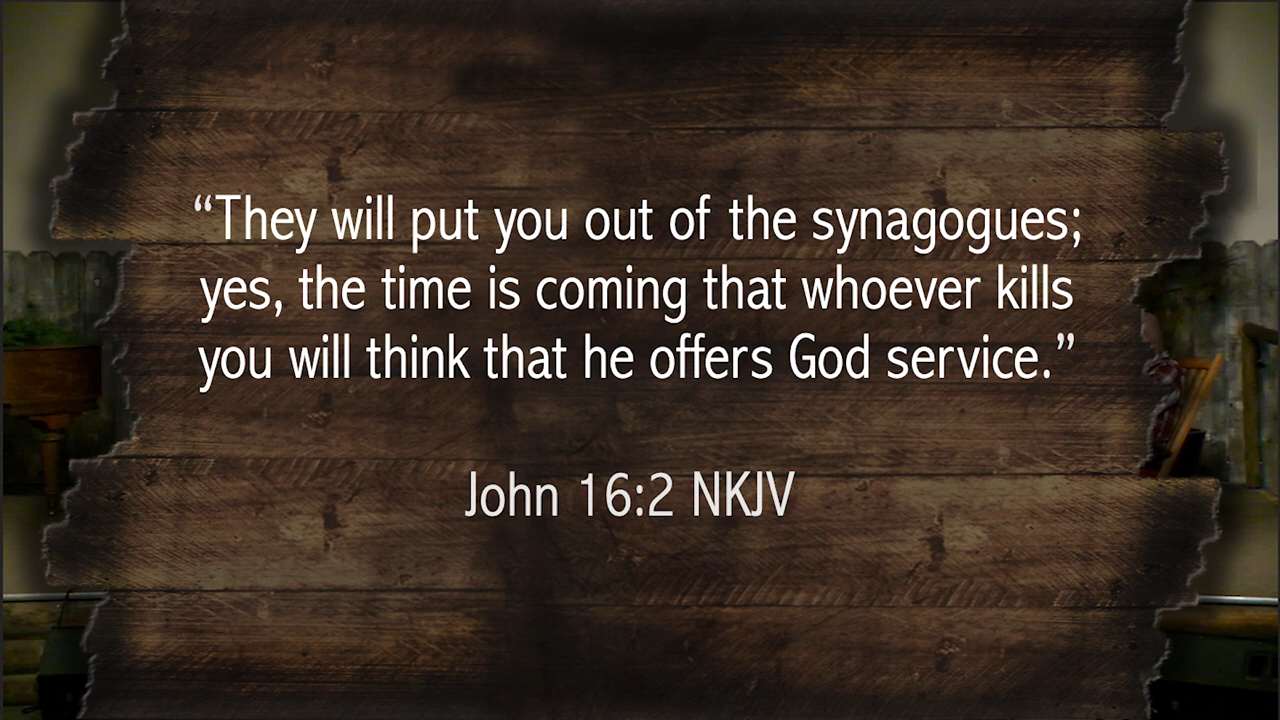 “They will put you out of the synagogues;
yes, the time is coming that whoever kills
you will think that he offers God service.”
John 16:2 NKJV